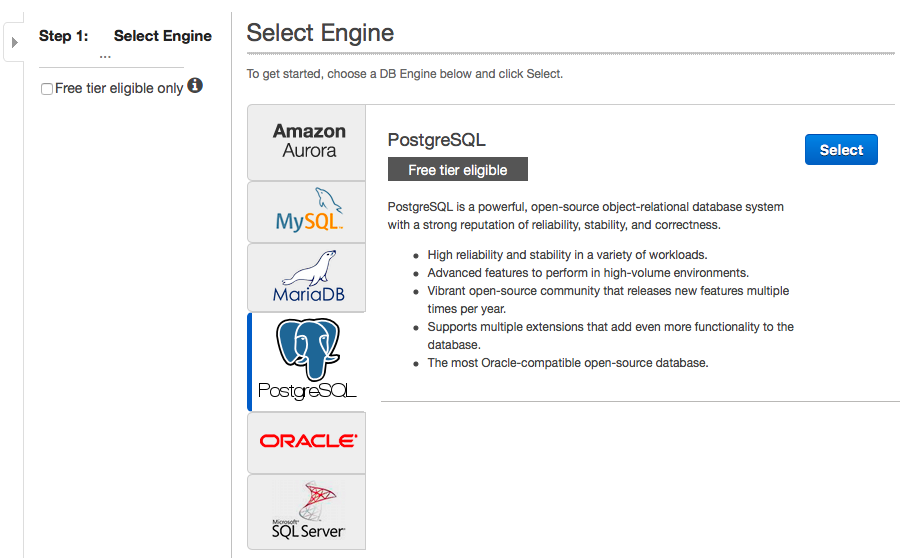 Step 1: Select Engine
...
Free tier eligible only
Select Engine
To get started, choose a DB Engine below and click Select.
Amazon
Aurora
MySQL™
MariaDB
PostgreSQL
ORACLE®
Microsoft®
SQL Server®
PostgreSQL
Select
Free tier eligible
PostgreSQL is a powerful, open-source object-relational database system
with a strong reputation of reliability, stability, and correctness.
• High reliability and stability in a variety of workloads.
• Advanced features to perform in high-volume environments.
• Vibrant open-source community that releases new features multiple
times per year.
• Supports multiple extensions that add even more functionality to the
database.
• The most Oracle-compatible open-source database.